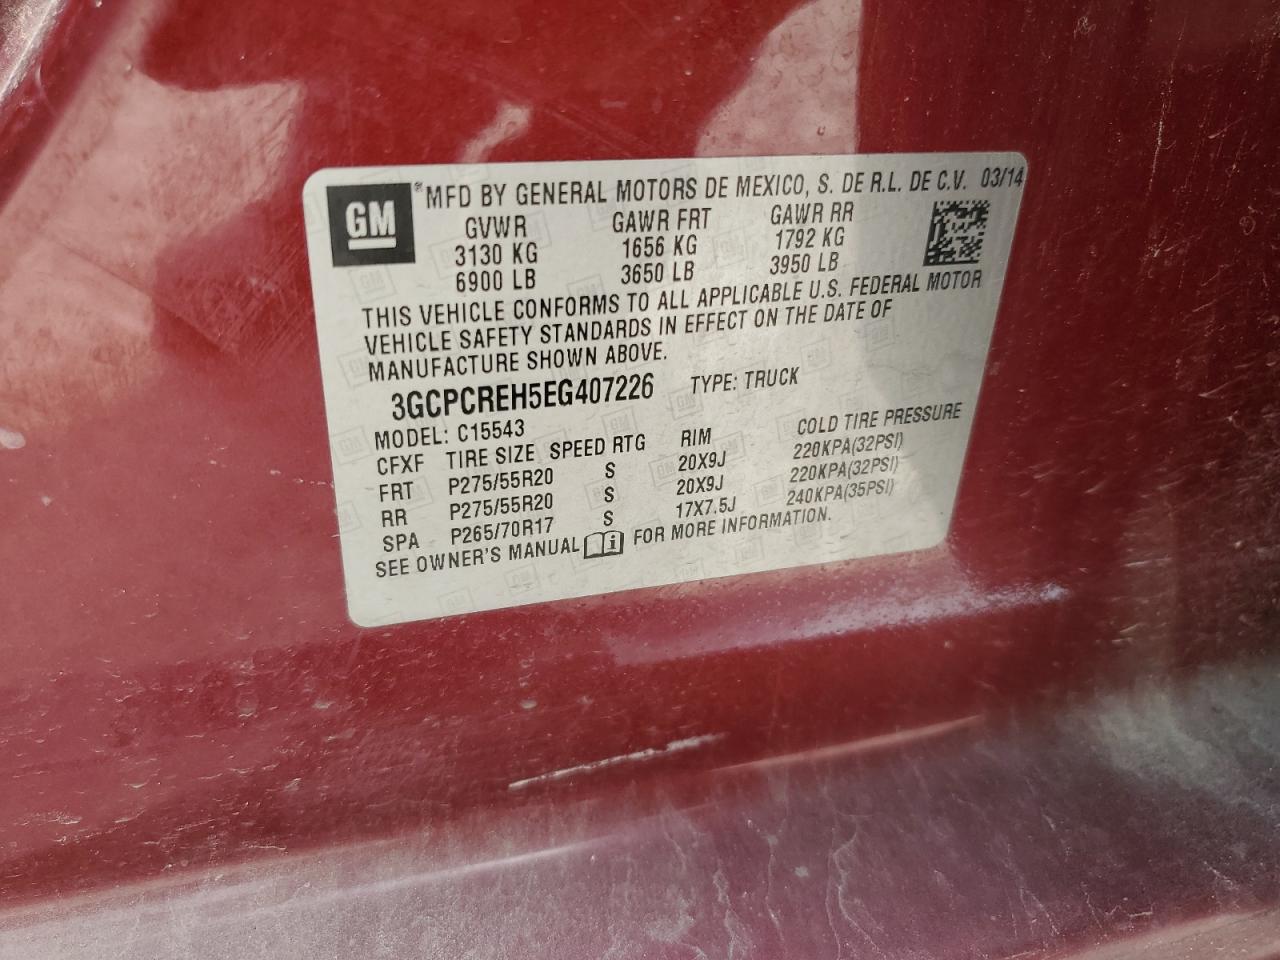 GM
®MFD BY GENERAL MOTORS DE MEXICO, S. DE R.L. DE C.V. 03/14
GVWR GAWR FRT GAWR RR
3130 KG 1656 KG 1792 KG
6900 LB 3650 LB 3950 LB
THIS VEHICLE CONFORMS TO ALL APPLICABLE U.S. FEDERAL MOTOR
VEHICLE SAFETY STANDARDS IN EFFECT ON THE DATE OF
MANUFACTURE SHOWN ABOVE.
3GCPCREH5EG407226 TYPE: TRUCK
MODEL: C15543
CFXF TIRE SIZE SPEED RTG RIM COLD TIRE PRESSURE
FRT P275/55R20 S 20X9J 220KPA(32PSI)
RR P275/55R20 S 20X9J 220KPA(32PSI)
SPA P265/70R17 S 17X7.5J 240KPA(35PSI)
SEE OWNER'S MANUAL FOR MORE INFORMATION.